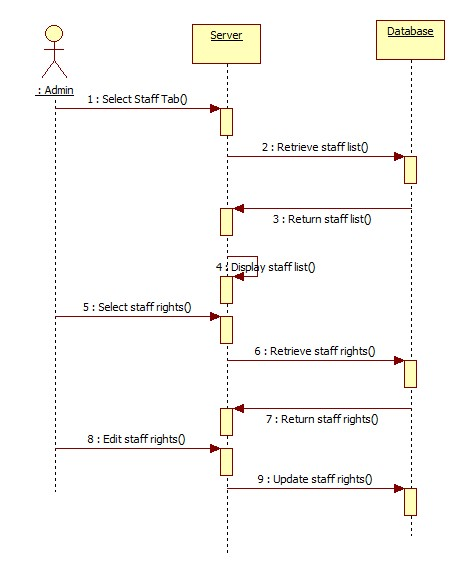 Server
Database
: Admin
1 : Select Staff Tab()
2 : Retrieve staff list()
3 : Return staff list()
4 : Display staff list()
5 : Select staff rights()
6 : Retrieve staff rights()
7 : Return staff rights()
8 : Edit staff rights()
9 : Update staff rights()